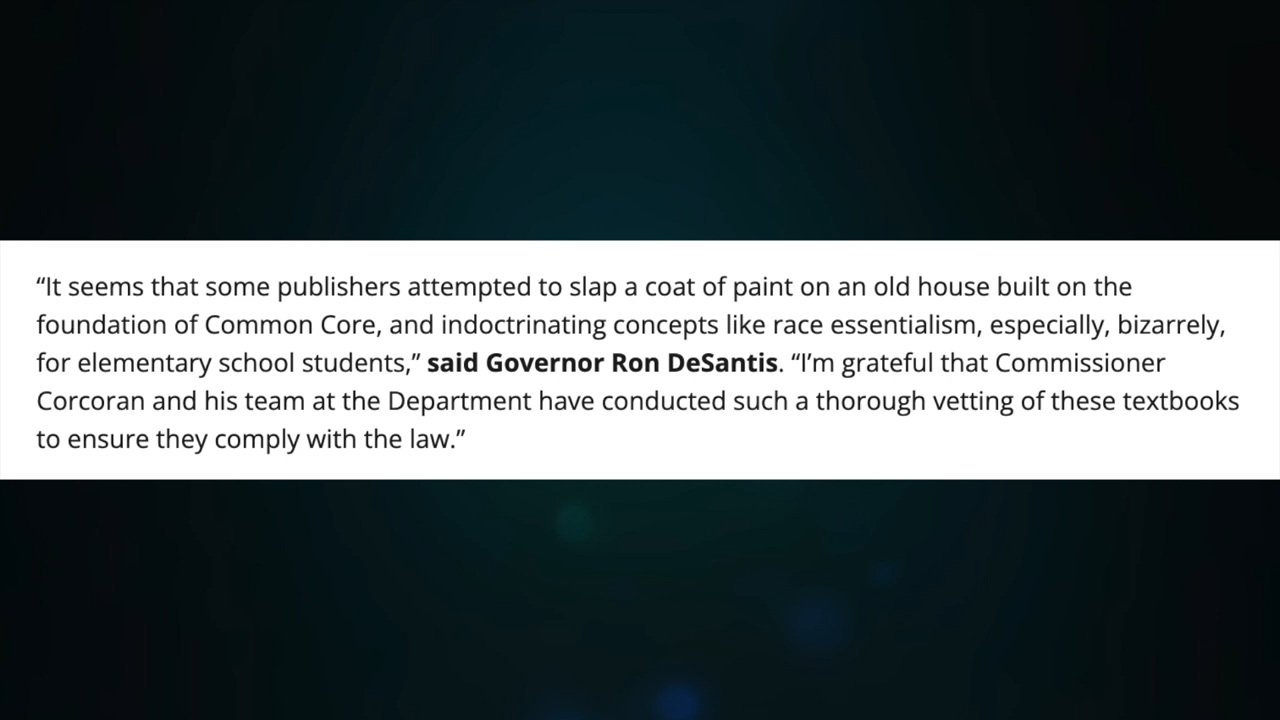 “It seems that some publishers attempted to slap a coat of paint on an old house built on the
foundation of Common Core, and indoctrinating concepts like race essentialism, especially, bizarrely,
for elementary school students,” said Governor Ron DeSantis. “I’m grateful that Commissioner
Corcoran and his team at the Department have conducted such a thorough vetting of these textbooks
to ensure they comply with the law.”